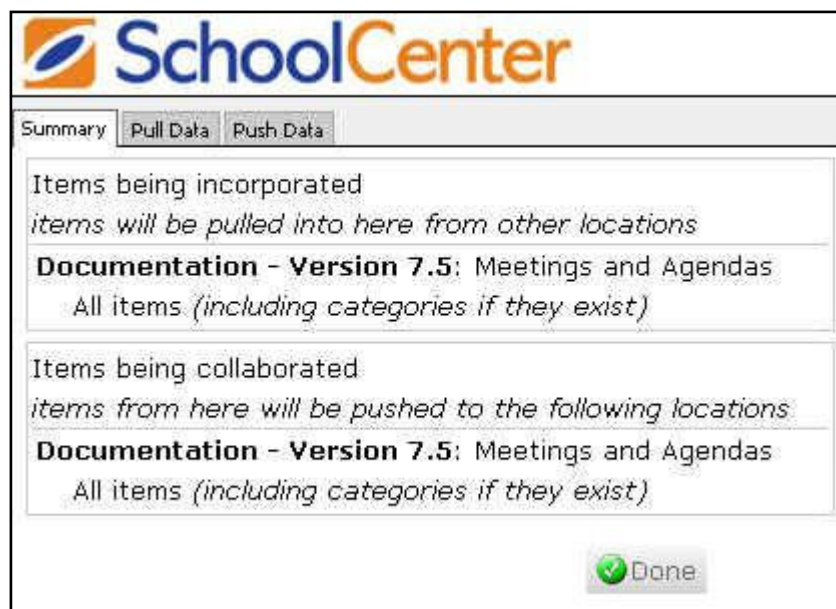 SchoolCenter
Summary Pull Data Push Data
Items being incorporated
items will be pulled into here from other locations
Documentation - Version 7.5: Meetings and Agendas
All items (including categories if they exist)
Items being collaborated
items from here will be pushed to the following locations
Documentation - Version 7.5: Meetings and Agendas
All items (including categories if they exist)
Done